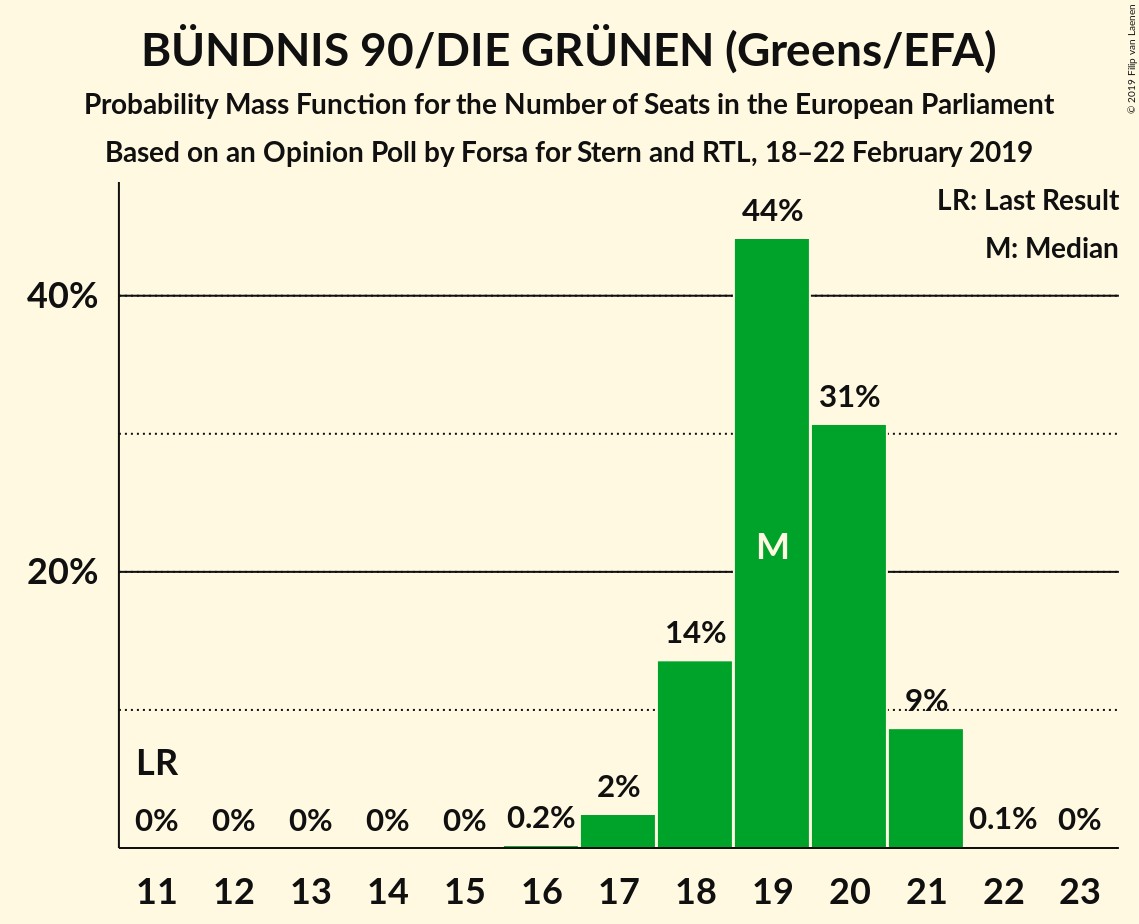 BÜNDNIS 90/DIE GRÜNEN (Greens/EFA)
Probability Mass Function for the Number of Seats in the European Parliament
Based on an Opinion Poll by Forsa for Stern and RTL, 18–22 February 2019
© 2019 Filip van Laenen
LR: Last Result
M: Median
44%
40%
31%
M
20%
14%
9%
LR
2%
0% 0% 0% 0% 0% 0.2% 0.1% 0%
11 12 13 14 15 16 17 18 19 20 21 22 23